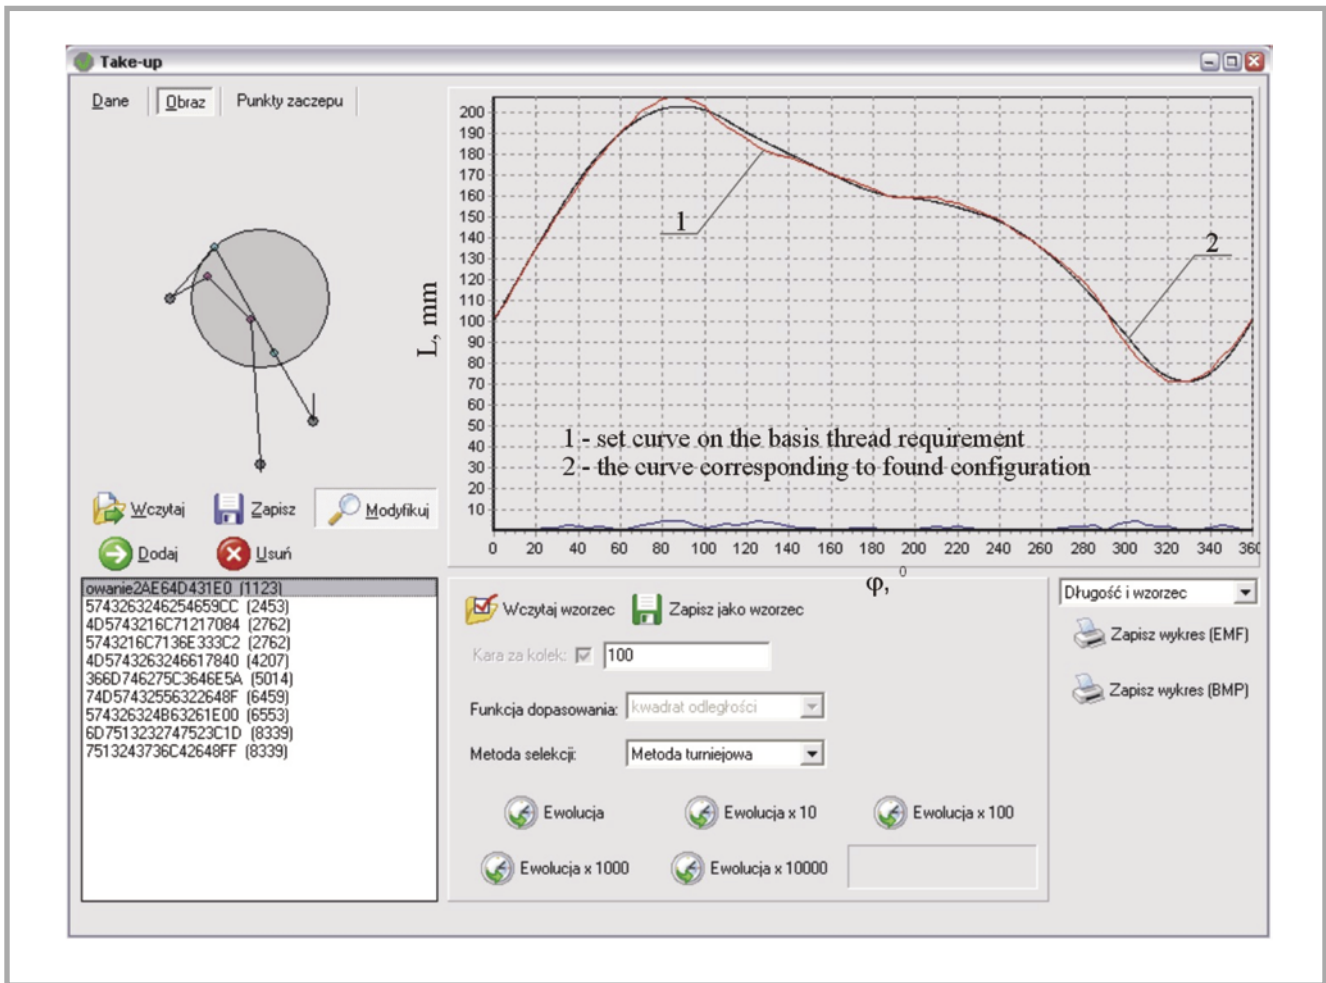 Take-up
Dane Obraz Punkty zaczepu
200
190
180
170
160
150
140
130
120
110
100
90
80
70
60
50
40
30
20
10
L, mm
1
2
1 - set curve on the basis thread requirement
2 - the curve corresponding to found configuration
0 20 40 60 80 100 120 140 160 180 200 220 240 260 280 300 320 340 360
φ, 0
Wczytaj Zapisz Modyfikuj
Dodaj Usuń
owanie2AE64D431E0 (1123)
5743263246254659CC (2453)
4D5743216C71217084 (2762)
5743216C7136E333C2 (2762)
4D5743263246617840 (4207)
366D746275C3646E5A (5014)
74D57432556322648F (6459)
574326324B63261E00 (6553)
6D7513232747523C1D (8339)
7513243736C42648FF (8339)
Wczytaj wzorzec Zapisz jako wzorzec
Kara za kolek: 100
Funkcja dopasowania: kwadrat odległości
Metoda selekcji: Metoda turniejowa
Ewolucja Ewolucja x 10 Ewolucja x 100
Ewolucja x 1000 Ewolucja x 10000
Długość i wzorzec
Zapisz wykres (EMF)
Zapisz wykres (BMP)